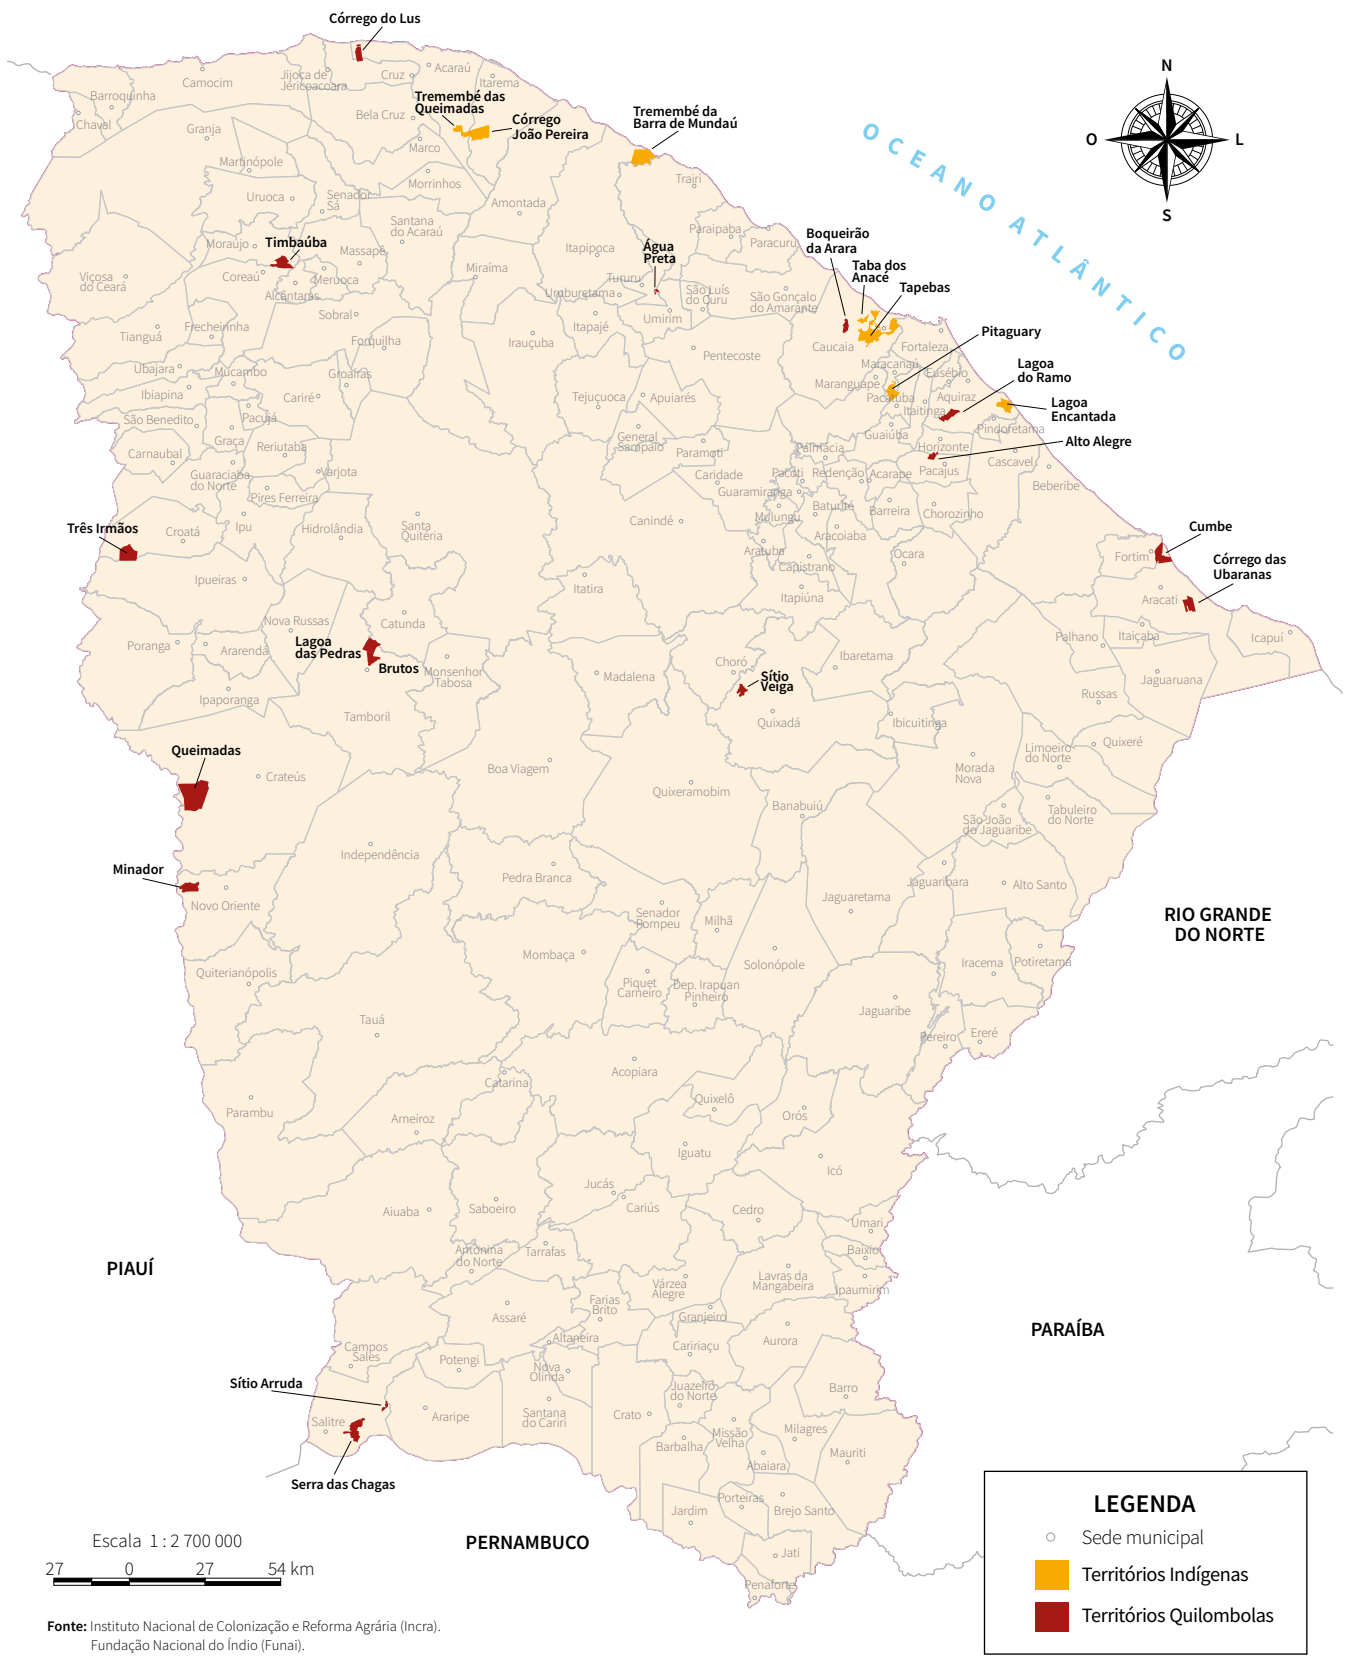 Córrego do Lus
Acaraú
Cruz
Jijoca de
Jericoacoara
Camocim
Itarema
Barroquinha
Tremembé das
Queimadas
Bela Cruz
Chaval
Córrego
João Pereira
Tremembé da
Barra de Mundaú
Granja
Marco
Martinópole
Morrinhos
Trairi
Uruoca
Senador
Sá
Amontada
Santana
do Acaraú
Paraipaba
Paracuru
Moraújo
Timbaúba
Massapê
Itapipoca
Água
Preta
Boqueirão
da Arara
Taba dos
Anacé
Tapebas
Viçosa
do Ceará
Coreaú
Meruoca
Alcântaras
Miraíma
Tururu
Uruburetama
São Luís
do Curu
São Gonçalo
do Amarante
Sobral
Umirim
Itapajé
Frecheirinha
Tianguá
Forquilha
Irauçuba
Pentecoste
Caucaia
Fortaleza
Pitaguary
Ubajara
Mucambo
Groaíras
Maracanaú
Eusébio
Maranguape
Lagoa
do Ramo
Ibiapina
Cariré
Tejuçuoca
Apuiarés
Pacatuba
Aquiraz
Itaitinga
Lagoa
Encantada
São Benedito
Pacujá
Graça
Reriutaba
General
Sampaio
Paramoti
Guaiúba
Pindoretama
Horizonte
Alto Alegre
Carnaubal
Palmácia
Guaraciaba
do Norte
Varjota
Pires Ferreira
Caridade
Pacoti
Redenção
Acarape
Pacajus
Cascavel
Beberibe
Guaramiranga
Mulungu
Baturité
Barreira
Chorozinho
Três Irmãos
Croatá
Ipu
Hidrolândia
Santa
Quitéria
Canindé
Aracoiaba
Aratuba
Capistrano
Ocara
Cumbe
Fortim
Córrego das
Ubaranas
Ipueiras
Itatira
Itapiúna
Aracati
Nova Russas
Catunda
Palhano
Itaiçaba
Icapuí
Poranga
Ararendá
Lagoa
das Pedras
Brutos
Monsenhor
Tabosa
Choró
Ibaretama
Madalena
Sítio
Veiga
Jaguaruana
Russas
Ipaporanga
Tamboril
Quixadá
Ibicuitinga
Queimadas
Limoeiro
do Norte
Quixeré
Crateús
Boa Viagem
Morada
Nova
Quixeramobim
Banabuiú
São João
do Jaguaribe
Tabuleiro
do Norte
Independência
Minador
Pedra Branca
Jaguaribara
Alto Santo
Novo Oriente
Jaguaretama
Senador
Pompeu
Milhã
Mombaça
Quiterianópolis
Solonópole
Iracema
Potiretama
Piquet
Carneiro
Dep. Irapuan
Pinheiro
Jaguaribe
Tauá
Pereiro
Ererê
Acopiara
Catarina
Parambu
Arneiroz
Quixelô
Orós
Iguatu
Icó
Jucás
Aiuaba
Saboeiro
Cariús
Cedro
Umari
Antonina
do Norte
Tarrafas
Baixio
Várzea
Alegre
Lavras da
Mangabeira
Ipaumirim
Farias
Brito
Assaré
Granjeiro
Altaneira
Caririaçu
Aurora
Campos
Sales
Potengi
Nova
Olinda
Sítio Arruda
Juazeiro
do Norte
Barro
Salitre
Araripe
Santana
do Cariri
Crato
Missão
Velha
Milagres
Barbalha
Abaiara
Mauriti
Serra das Chagas
Porteiras
Jardim
Brejo Santo
Jati
Penaforte
OCEANO ATLÂNTICO
N
O
L
S
RIO GRANDE
DO NORTE
PIAUÍ
PARAÍBA
PERNAMBUCO
LEGENDA
Sede municipal
Territórios Indígenas
Territórios Quilombolas
Escala 1 : 2 700 000
27 0 27 54 km
Fonte: Instituto Nacional de Colonização e Reforma Agrária (Incra).
Fundação Nacional do Índio (Funai).